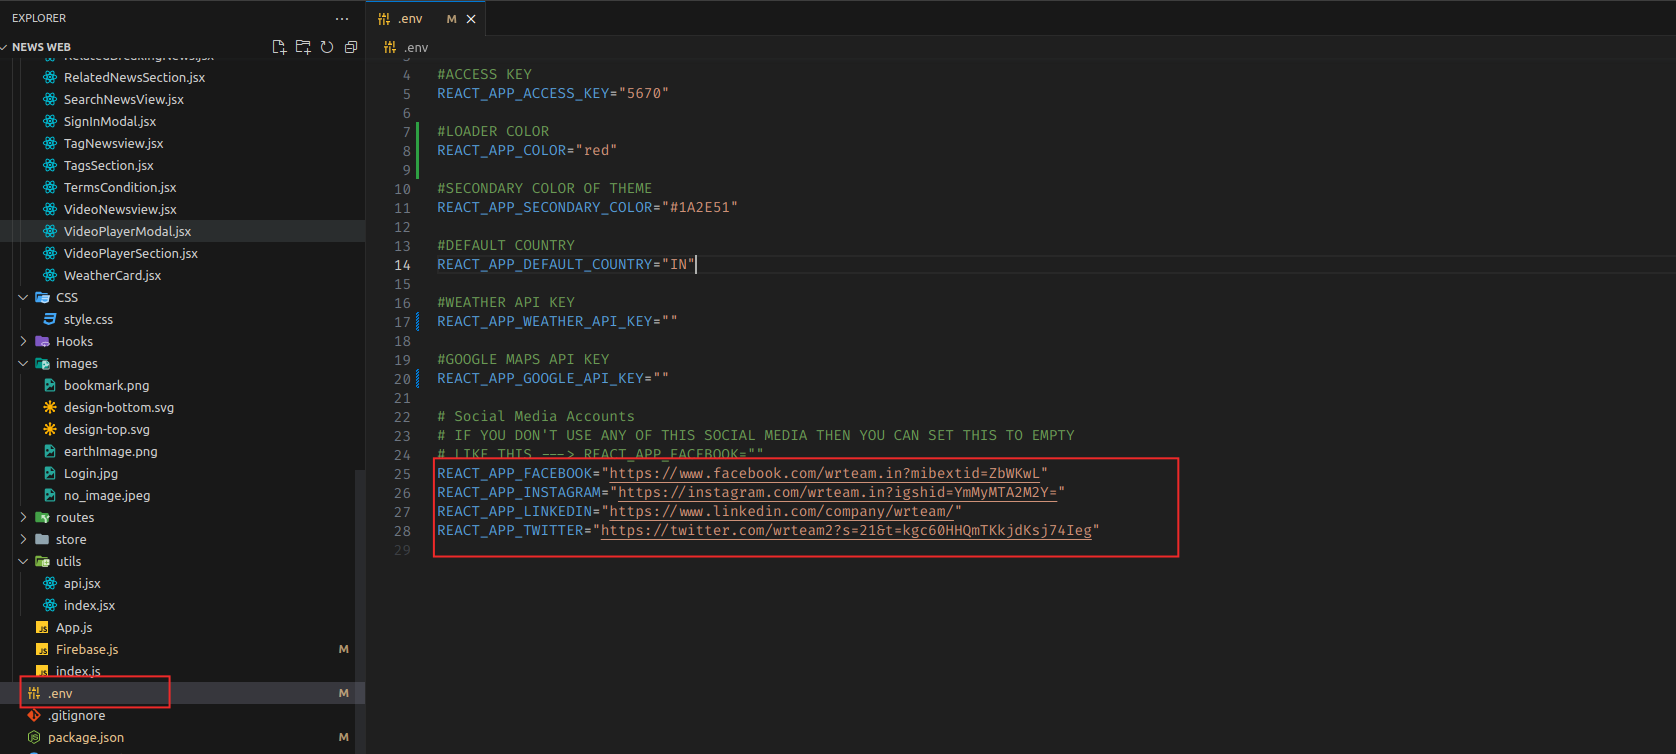 EXPLORER
...
NEWS WEB
RelatedBreakingNews.jsx
RelatedNewsSection.jsx
SearchNewsView.jsx
SignInModal.jsx
TagNewsview.jsx
TagsSection.jsx
TermsCondition.jsx
VideoNewsview.jsx
VideoPlayerModal.jsx
VideoPlayerSection.jsx
WeatherCard.jsx
CSS
style.css
Hooks
images
bookmark.png
design-bottom.svg
design-top.svg
earthImage.png
Login.jpg
no_image.jpeg
routes
store
utils
api.jsx
index.jsx
App.js
Firebase.js M
index.js
.env M
.gitignore
package.json M
.env M
.env
3
4 #ACCESS KEY
5 REACT_APP_ACCESS_KEY="5670"
6
7 #LOADER COLOR
8 REACT_APP_COLOR="red"
9
10 #SECONDARY COLOR OF THEME
11 REACT_APP_SECONDARY_COLOR="#1A2E51"
12
13 #DEFAULT COUNTRY
14 REACT_APP_DEFAULT_COUNTRY="IN"
15
16 #WEATHER API KEY
17 REACT_APP_WEATHER_API_KEY=""
18
19 #GOOGLE MAPS API KEY
20 REACT_APP_GOOGLE_API_KEY=""
21
22 # Social Media Accounts
23 # IF YOU DON'T USE ANY OF THIS SOCIAL MEDIA THEN YOU CAN SET THIS TO EMPTY
24 # LIKE THIS ---> REACT_APP_FACEBOOK=""
25 REACT_APP_FACEBOOK="https://www.facebook.com/wrteam.in?mibextid=ZbWKwL"
26 REACT_APP_INSTAGRAM="https://instagram.com/wrteam.in?igshid=YmMyMTA2M2Y="
27 REACT_APP_LINKEDIN="https://www.linkedin.com/company/wrteam/"
28 REACT_APP_TWITTER="https://twitter.com/wrteam2?s=21&t=kgc60HHQmTKkjdKsj74Ieg"
29